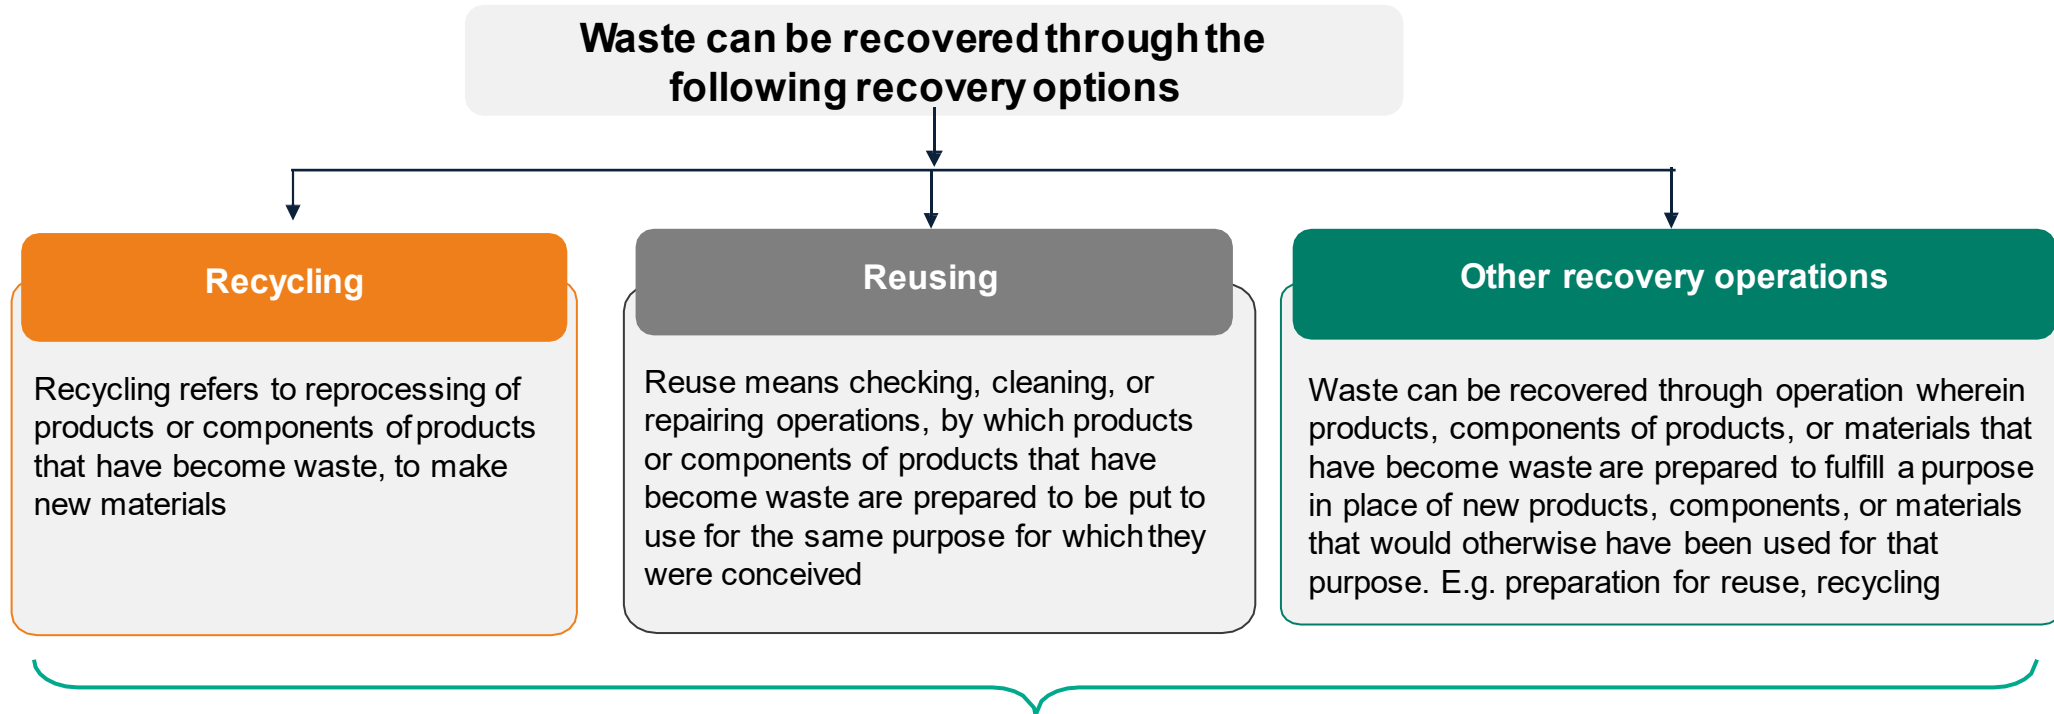 Waste can be recovered through the
following recovery options
Recycling
Recycling refers to reprocessing of
products or components of products
that have become waste, to make
new materials
Reusing
Reuse means checking, cleaning, or
repairing operations, by which products
or components of products that have
become waste are prepared to be put to
use for the same purpose for which they
were conceived
Other recovery operations
Waste can be recovered through operation wherein
products, components of products, or materials that
have become waste are prepared to fulfill a purpose
in place of new products, components, or materials
that would otherwise have been used for that
purpose. E.g. preparation for reuse, recycling